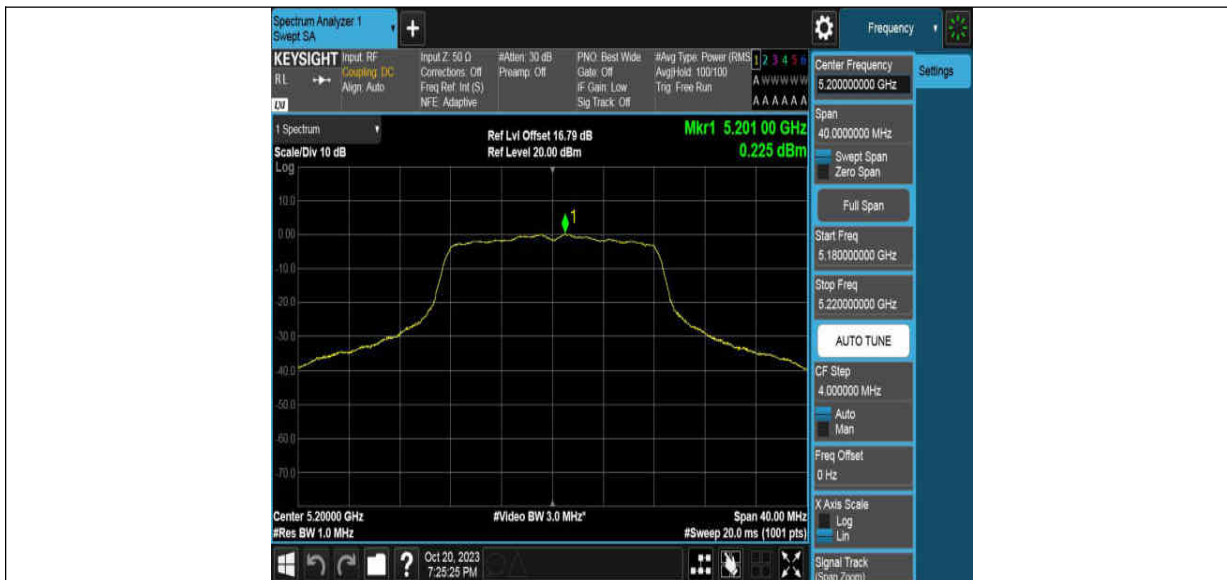 Spectrum Analyzer 1
Swept SA
+
Frequency
KEYSIGHT
RL
LXI
Input: RF
Coupling: DC
Align: Auto
Input Z: 50 Ω
Corrections: Off
Freq Ref: Int (S)
NFE: Adaptive
#Atten: 30 dB
Preamp: Off
PNO: Best Wide
Gate: Off
IF Gain: Low
Sig Track: Off
#Avg Type: Power (RMS
Avg|Hold: 100/100
Trig: Free Run
1 2 3 4 5 6
A W W W W W
A A A A A A
Center Frequency
5.200000000 GHz
Settings
Span
40.0000000 MHz
Swept Span
Zero Span
Full Span
Start Freq
5.180000000 GHz
Stop Freq
5.220000000 GHz
AUTO TUNE
CF Step
4.000000 MHz
Auto
Man
Freq Offset
0 Hz
X Axis Scale
Log
Lin
Signal Track
(Span Zoom)
1 Spectrum
Scale/Div 10 dB
Log
Ref Lvl Offset 16.79 dB
Ref Level 20.00 dBm
Mkr1 5.201 00 GHz
0.225 dBm
10.0
0.00
-10.0
-20.0
-30.0
-40.0
-50.0
-60.0
-70.0
1
Center 5.20000 GHz
#Res BW 1.0 MHz
#Video BW 3.0 MHz*
Span 40.00 MHz
#Sweep 20.0 ms (1001 pts)
?
Oct 20, 2023
7:25:25 PM